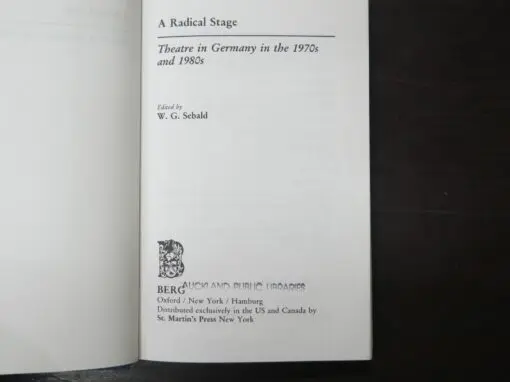 A Radical Stage
Theatre in Germany in the 1970s
and 1980s
Edited by
W. G. Sebald
B
BERG
AUCKLAND PUBLIC LIBRARIES
Oxford / New York / Hamburg
Distributed exclusively in the US and Canada by
St. Martin's Press New York